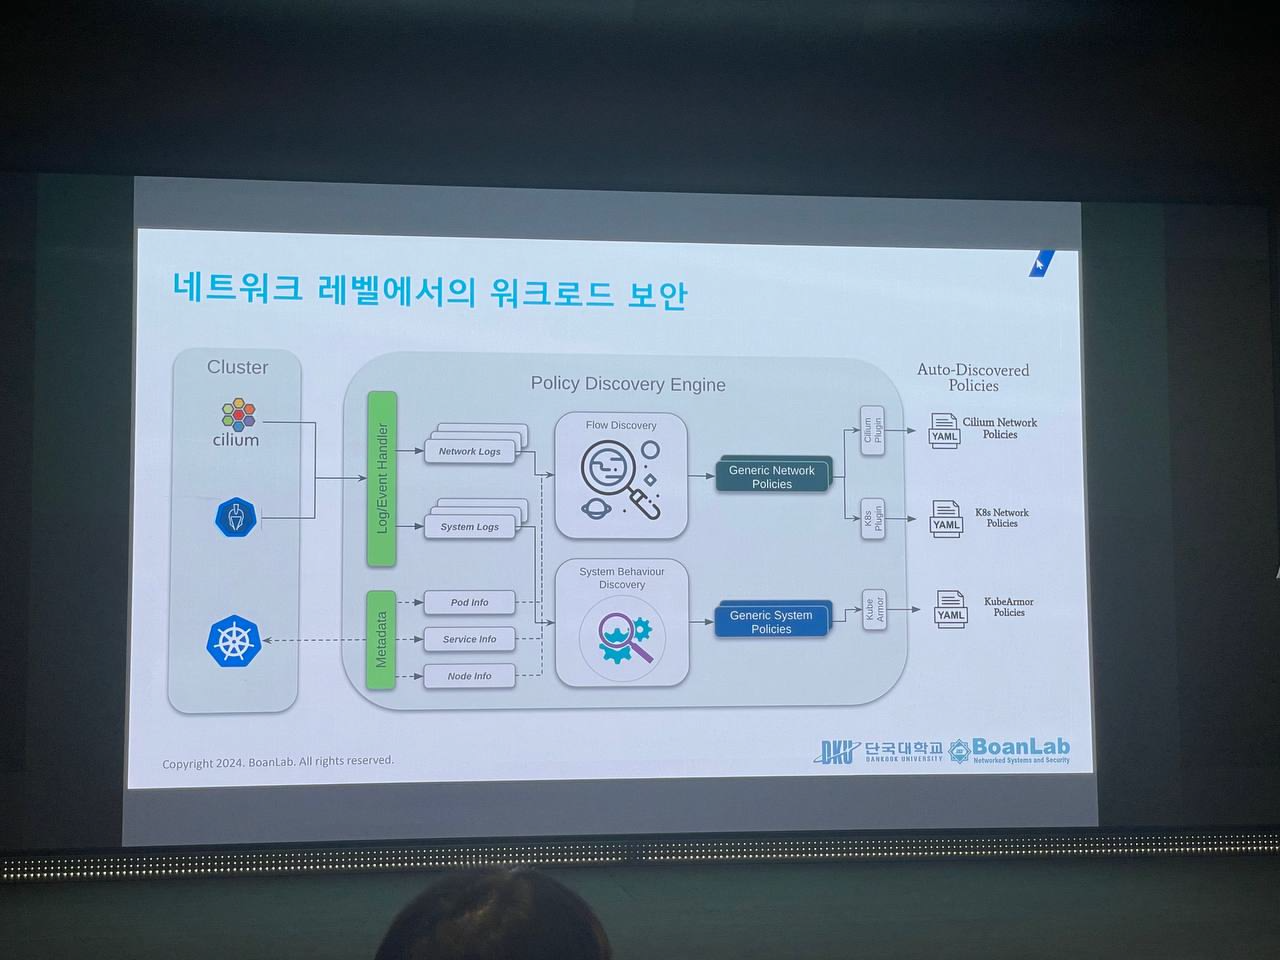 네트워크 레벨에서의 워크로드 보안
Cluster
cilium
Policy Discovery Engine
Log/Event Handler
Network Logs
System Logs
Metadata
Pod Info
Service Info
Node Info
Flow Discovery
System Behaviour
Discovery
Generic Network
Policies
Generic System
Policies
Cilium
Plugin
K8s
Plugin
Kube
Armor
Auto-Discovered
Policies
YAML
Cilium Network
Policies
YAML
K8s Network
Policies
YAML
KubeArmor
Policies
Copyright 2024. BoanLab. All rights reserved.
DKU 단국대학교
DANKOOK UNIVERSITY
BoanLab
Networked Systems and Security